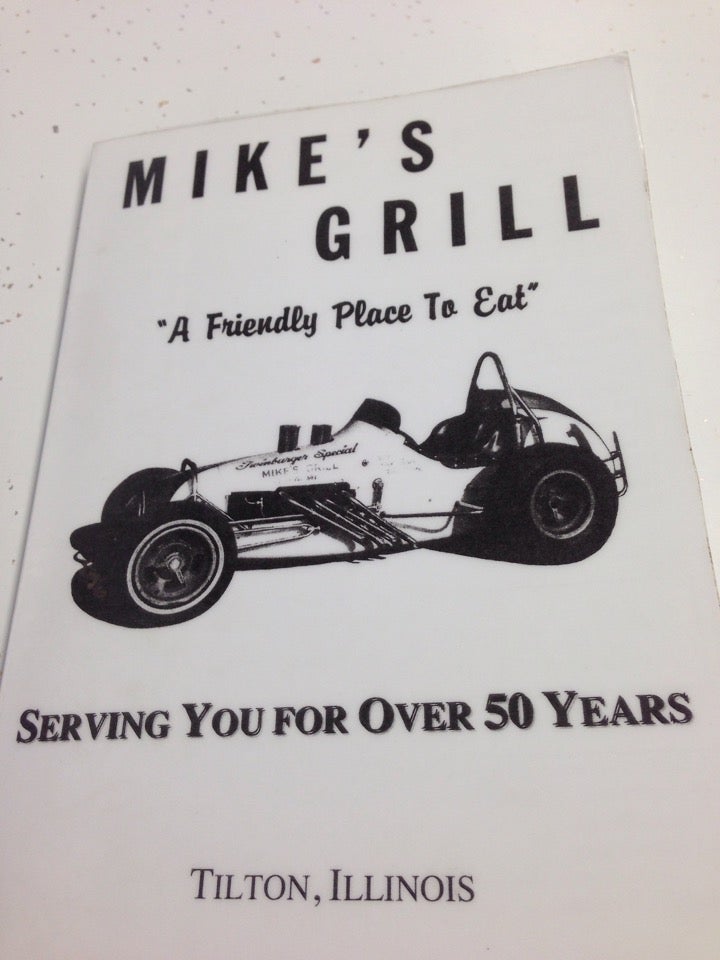 MIKE'S
GRILL
"A Friendly Place To Eat"
Twinburger Special
MIKE'S GRILL
SERVING YOU FOR OVER 50 YEARS
TILTON, ILLINOIS